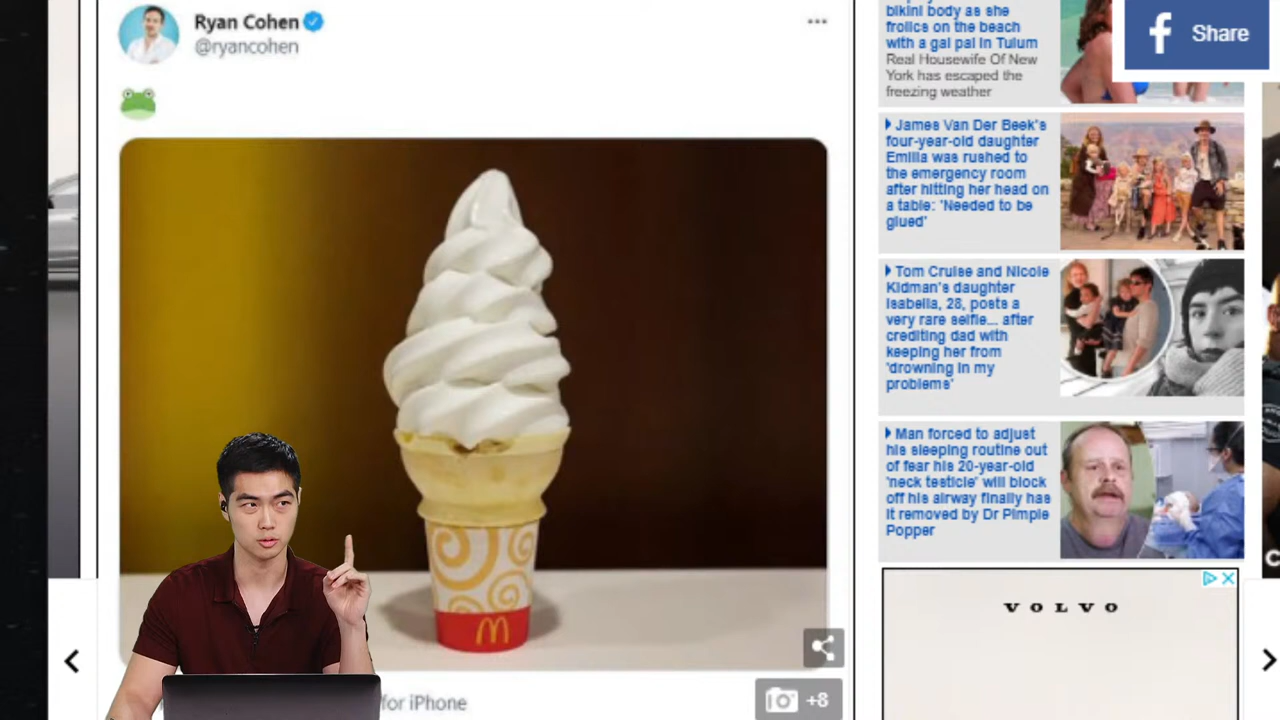 Ryan Cohen
@ryancohen
for iPhone
+8
bikini body as she
frolics on the beach
with a gal pal in Tulum
Real Housewife Of New
York has escaped the
freezing weather
James Van Der Beek's
four-year-old daughter
Emilia was rushed to
the emergency room
after hitting her head on
a table: 'Needed to be
glued'
Tom Cruise and Nicole
Kidman's daughter
Isabella, 28, posts a
very rare selfie... after
crediting dad with
keeping her from
'drowning in my
problems'
Man forced to adjust
his sleeping routine out
of fear his 20-year-old
'neck testicle' will block
off his airway finally has
it removed by Dr Pimple
Popper
VOLVO
f Share